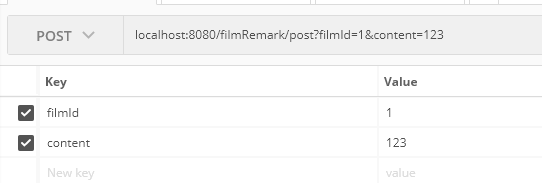 POST localhost:8080/filmRemark/post?filmId=1&content=123
Key Value
filmId 1
content 123
New key value